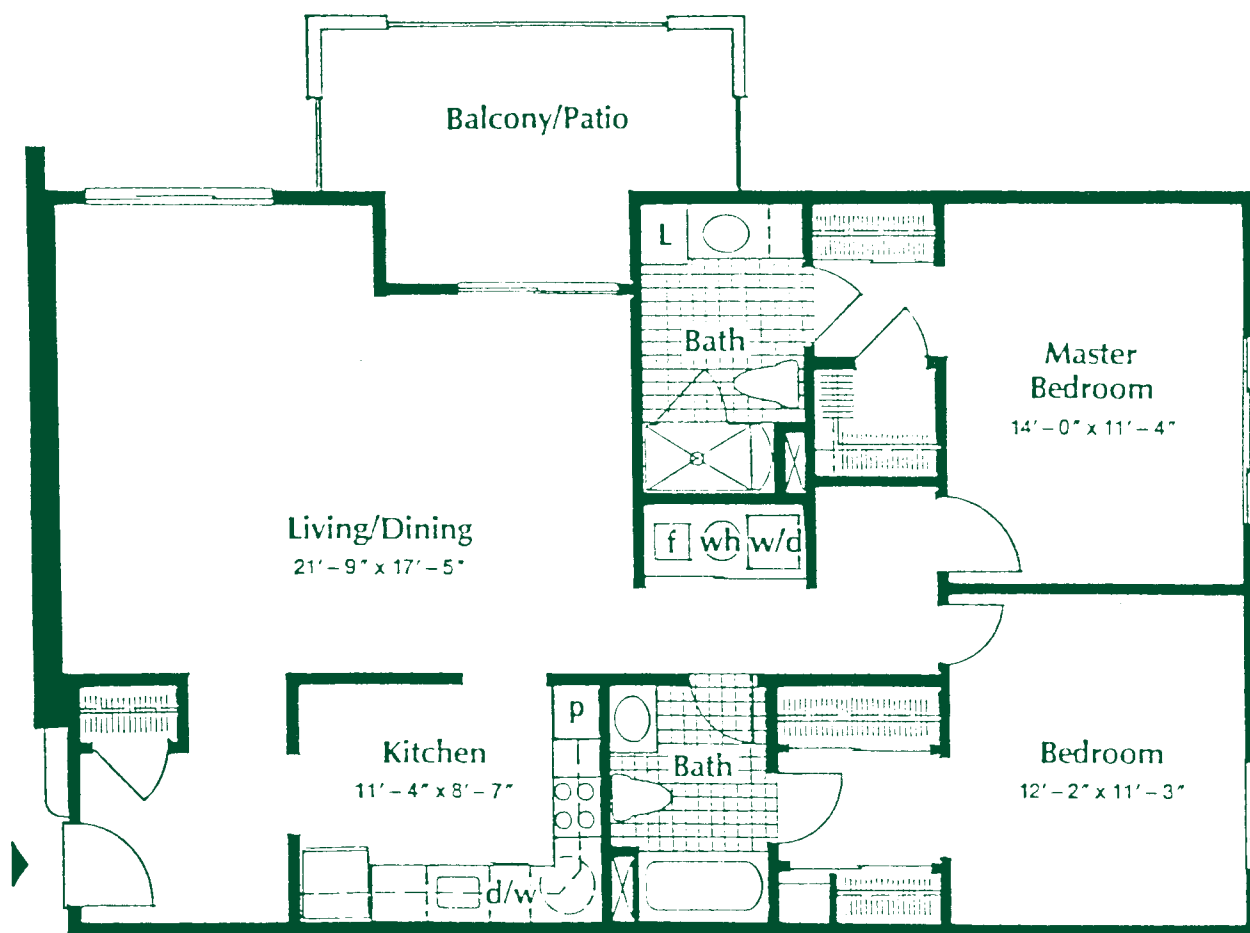 Balcony/Patio
L
Bath
Master
Bedroom
14'-0" x 11'-4"
Living/Dining
21'-9" x 17'-5"
f wh w/d
p
Kitchen
11'-4" x 8'-7"
Bath
Bedroom
12'-2" x 11'-3"
d/w